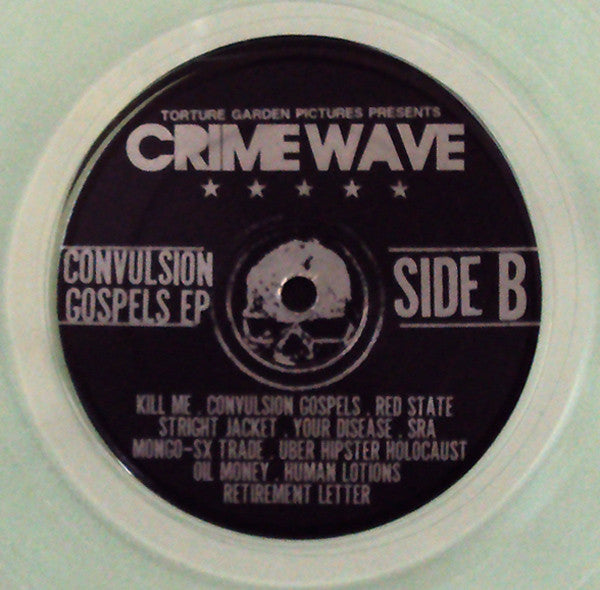 TORTURE GARDEN PICTURES PRESENTS
CRIME WAVE
CONVULSION
GOSPELS EP
SIDE B
KILL ME . CONVULSION GOSPELS . RED STATE
STRIGHT JACKET . YOUR DISEASE . SRA
MONGO-SX TRADE . UBER HIPSTER HOLOCAUST
OIL MONEY . HUMAN LOTIONS
RETIREMENT LETTER